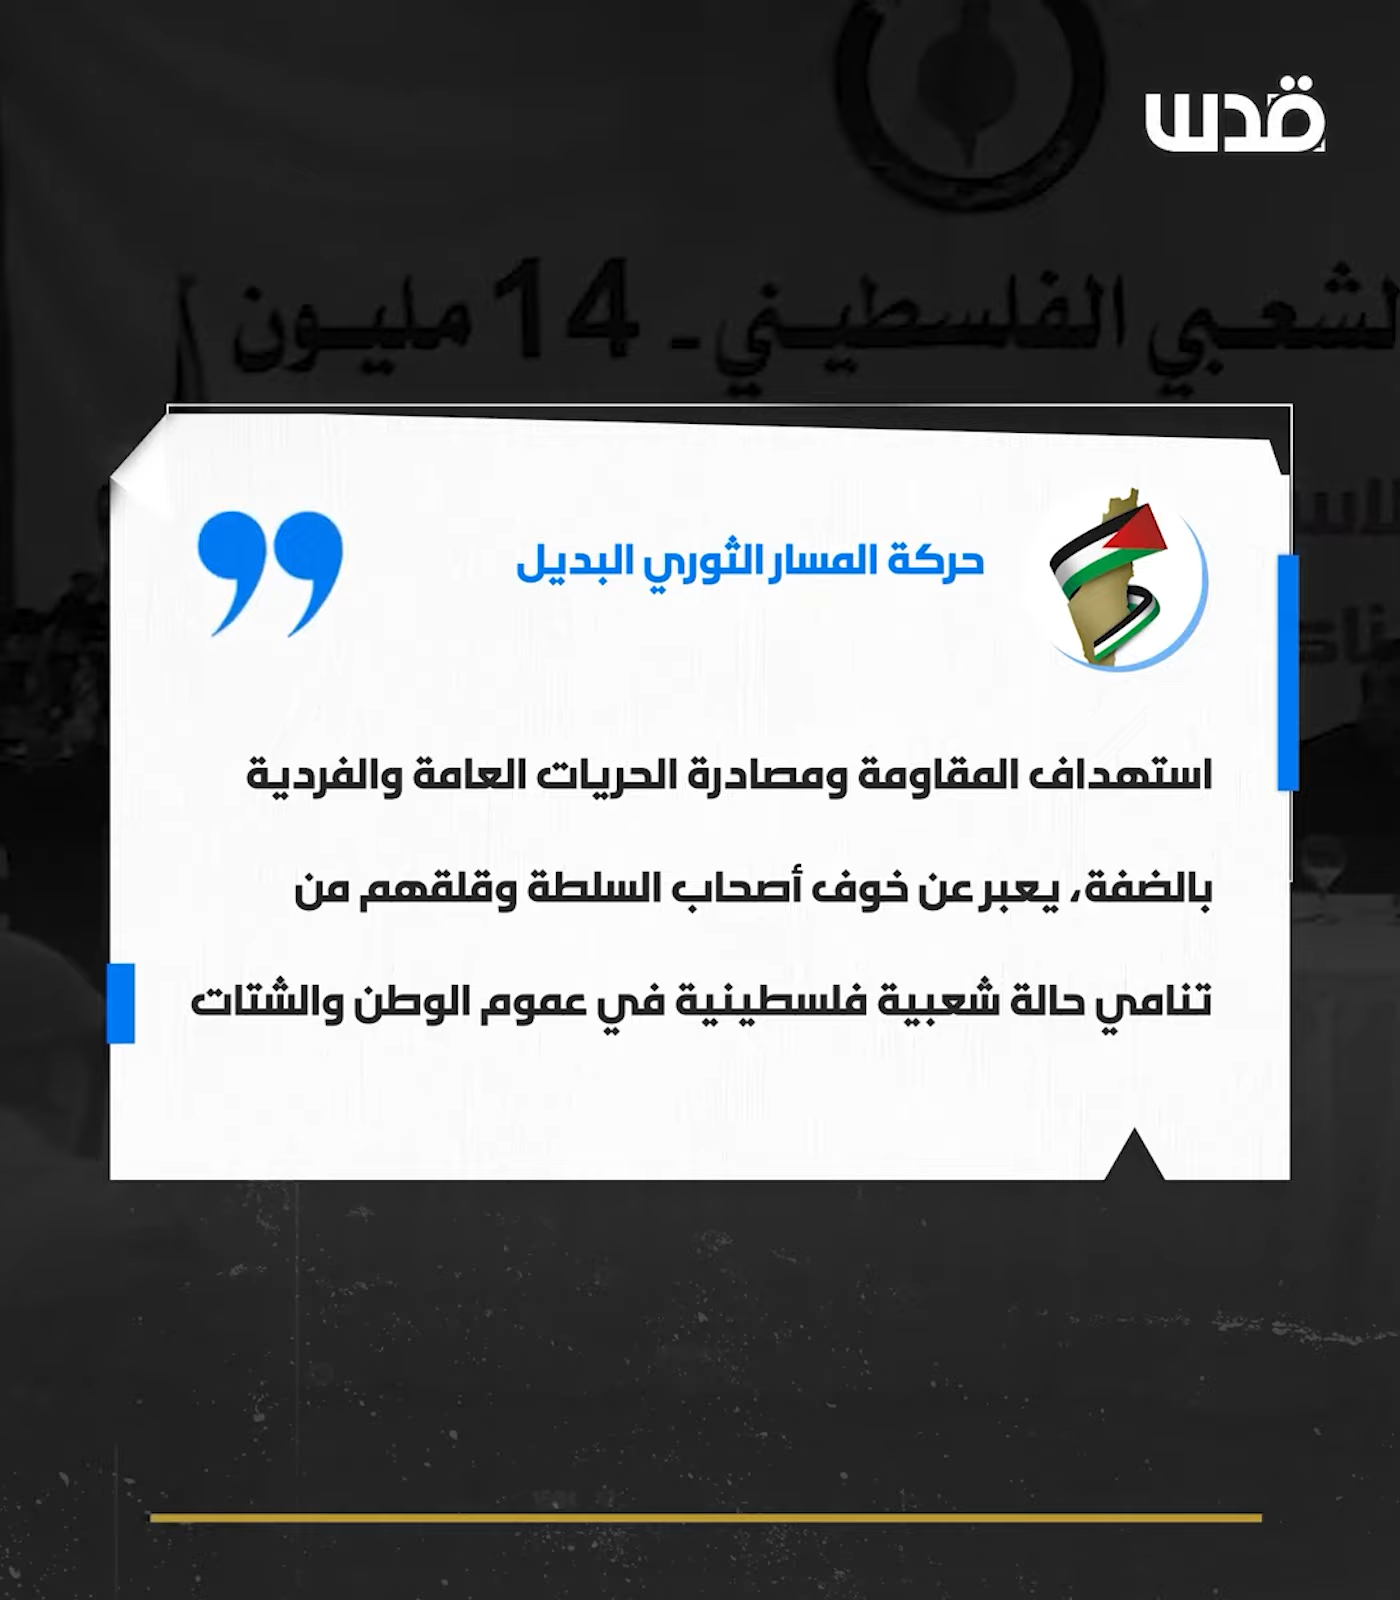 قدس
الشعبي الفلسطيني - 14 مليون
حركة المسار الثوري البديل
استهداف المقاومة ومصادرة الحريات العامة والفردية
بالضفة، يعبر عن خوف أصحاب السلطة وقلقهم من
تنامي حالة شعبية فلسطينية في عموم الوطن والشتات